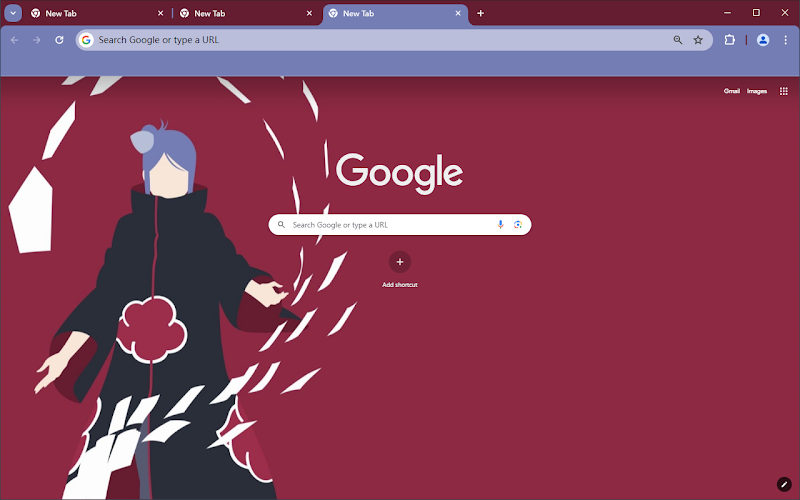 New Tab
New Tab
New Tab
Search Google or type a URL
Gmail Images
Google
Search Google or type a URL
Add shortcut